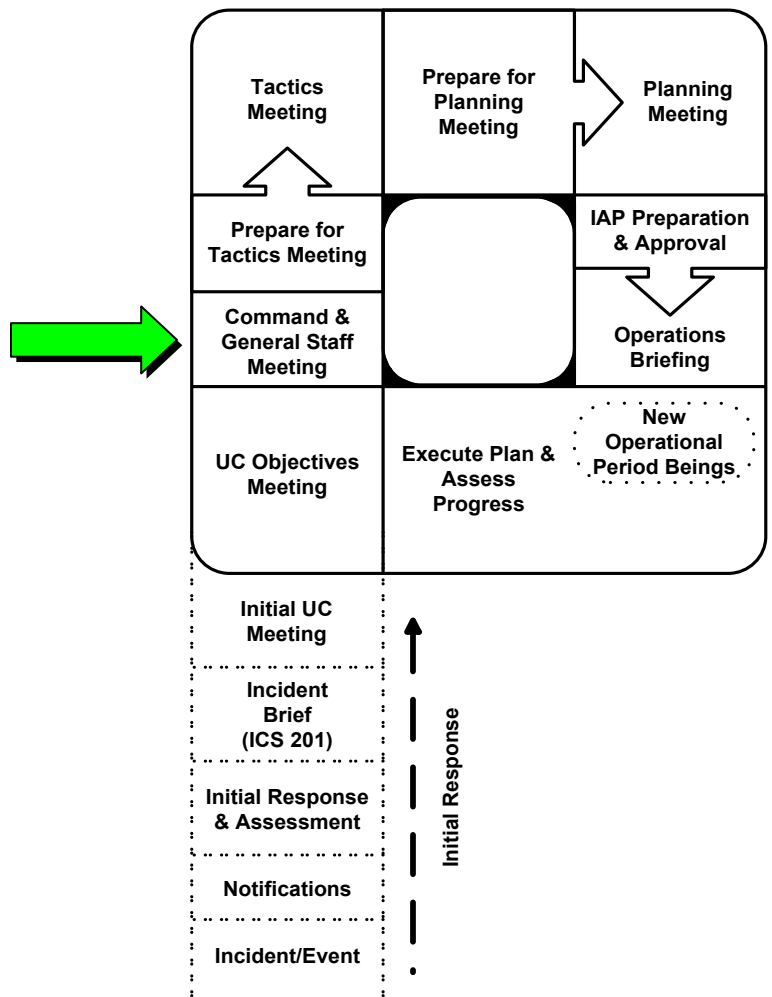 Tactics
Meeting
Prepare for
Planning
Meeting
Planning
Meeting
Prepare for
Tactics Meeting
IAP Preparation
& Approval
Command &
General Staff
Meeting
Operations
Briefing
UC Objectives
Meeting
Execute Plan &
Assess
Progress
New
Operational
Period Beings
Initial UC
Meeting
Incident
Brief
(ICS 201)
Initial Response
& Assessment
Notifications
Incident/Event
Initial Response